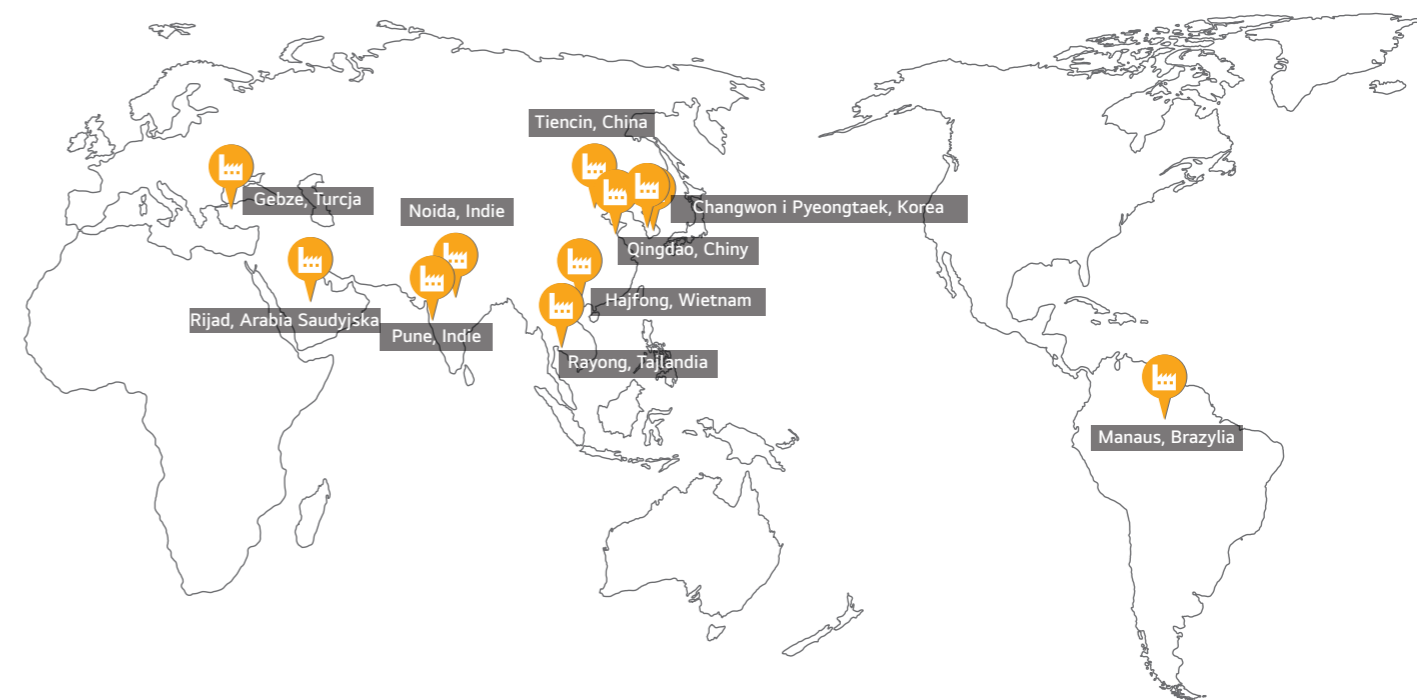 Tiencin, China
Gebze, Turcja
Noida, Indie
Changwon i Pyeongtaek, Korea
Qingdao, Chiny
Hajfong, Wietnam
Rijad, Arabia Saudyjska
Pune, Indie
Rayong, Tajlandia
Manaus, Brazylia